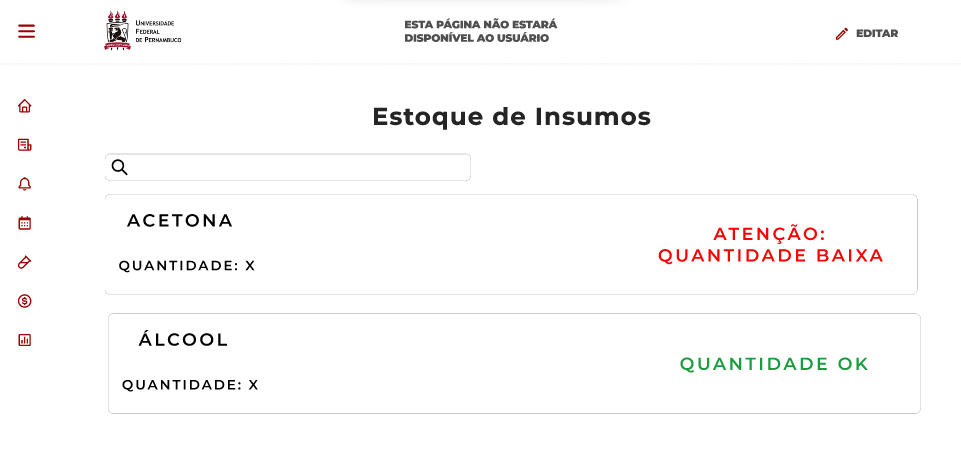 UNIVERSIDADE
FEDERAL
DE PERNAMBUCO
ESTA PÁGINA NÃO ESTARÁ
DISPONÍVEL AO USUÁRIO
EDITAR
Estoque de Insumos
ACETONA
QUANTIDADE: X
ATENÇÃO:
QUANTIDADE BAIXA
ÁLCOOL
QUANTIDADE: X
QUANTIDADE OK